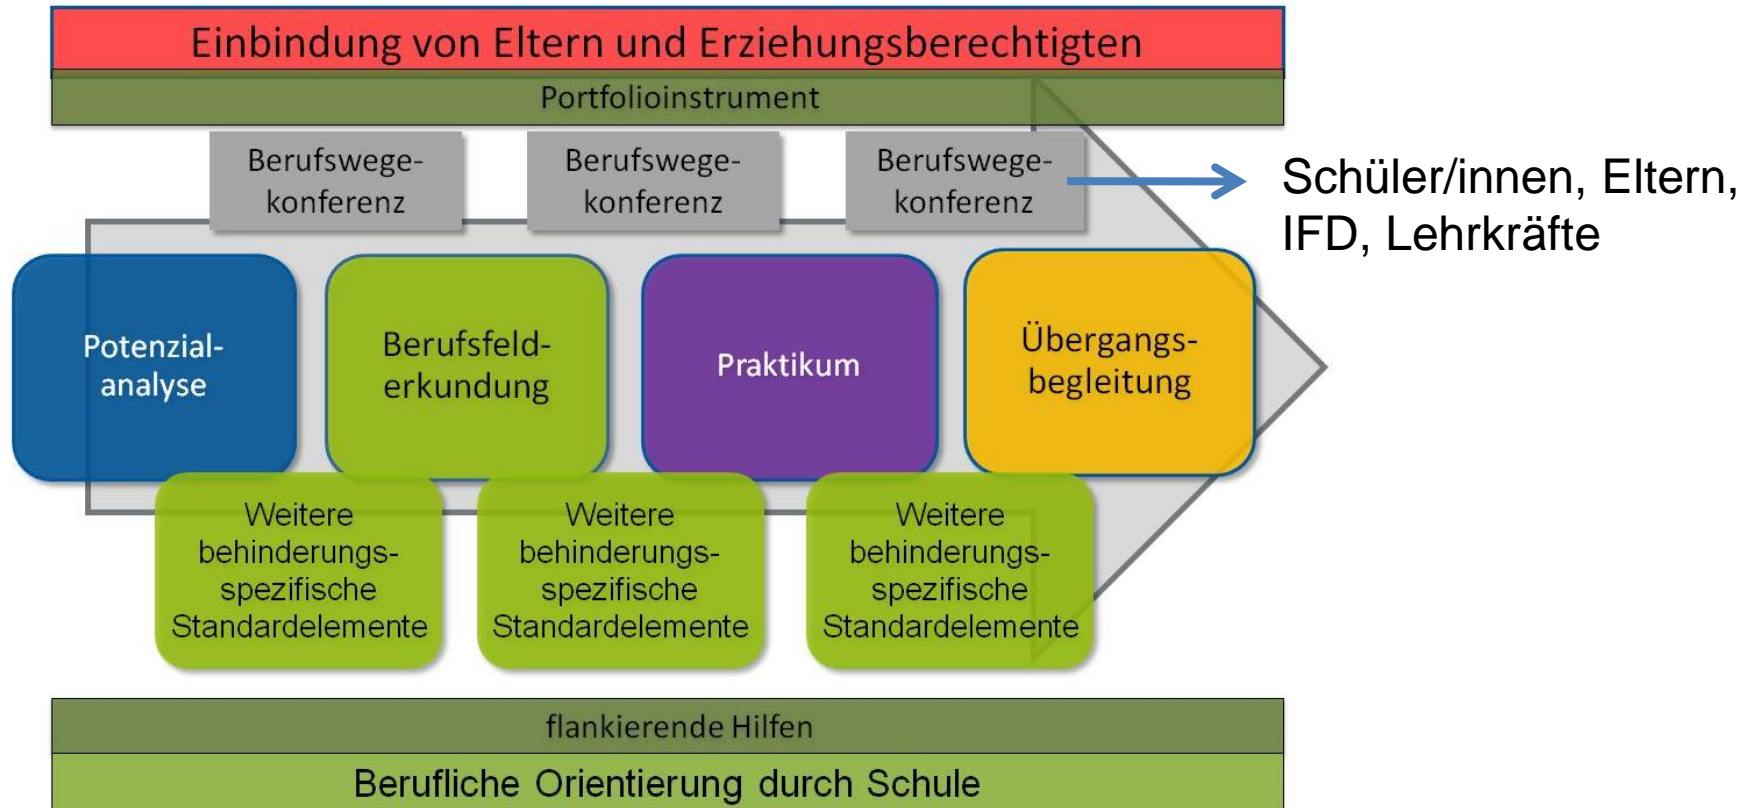 Einbindung von Eltern und Erziehungsberechtigten
Portfolioinstrument
Berufswege-
konferenz
Berufswege-
konferenz
Berufswege-
konferenz
Schüler/innen, Eltern,
IFD, Lehrkräfte
Potenzial-
analyse
Berufsfeld-
erkundung
Praktikum
Übergangs-
begleitung
Weitere
behinderungs-
spezifische
Standardelemente
Weitere
behinderungs-
spezifische
Standardelemente
Weitere
behinderungs-
spezifische
Standardelemente
flankierende Hilfen
Berufliche Orientierung durch Schule